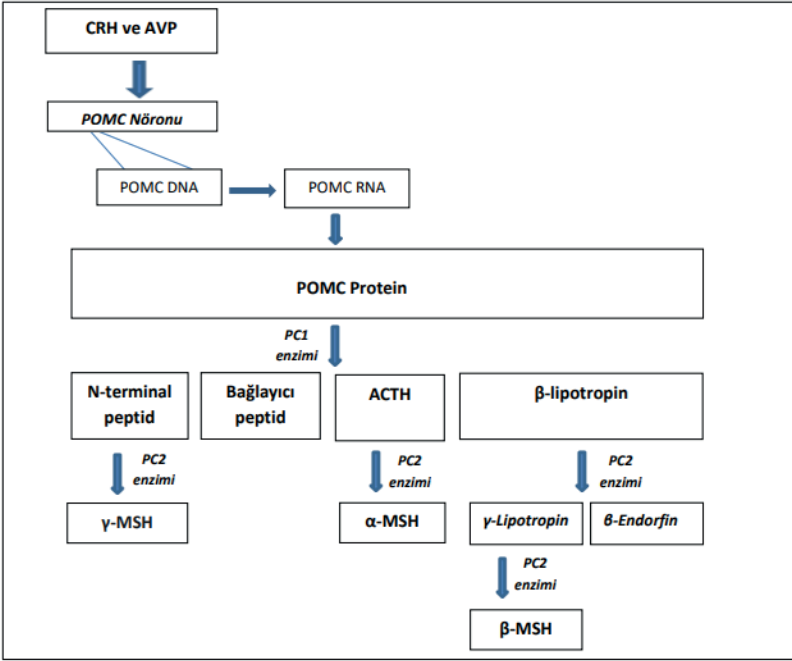 CRH ve AVP
POMC Nöronu
POMC DNA
POMC RNA
POMC Protein
PC1
enzimi
N-terminal
peptid
Bağlayıcı
peptid
ACTH
β-lipotropin
PC2
enzimi
PC2
enzimi
PC2
enzimi
γ-MSH
α-MSH
γ-Lipotropin
β-Endorfin
PC2
enzimi
β-MSH